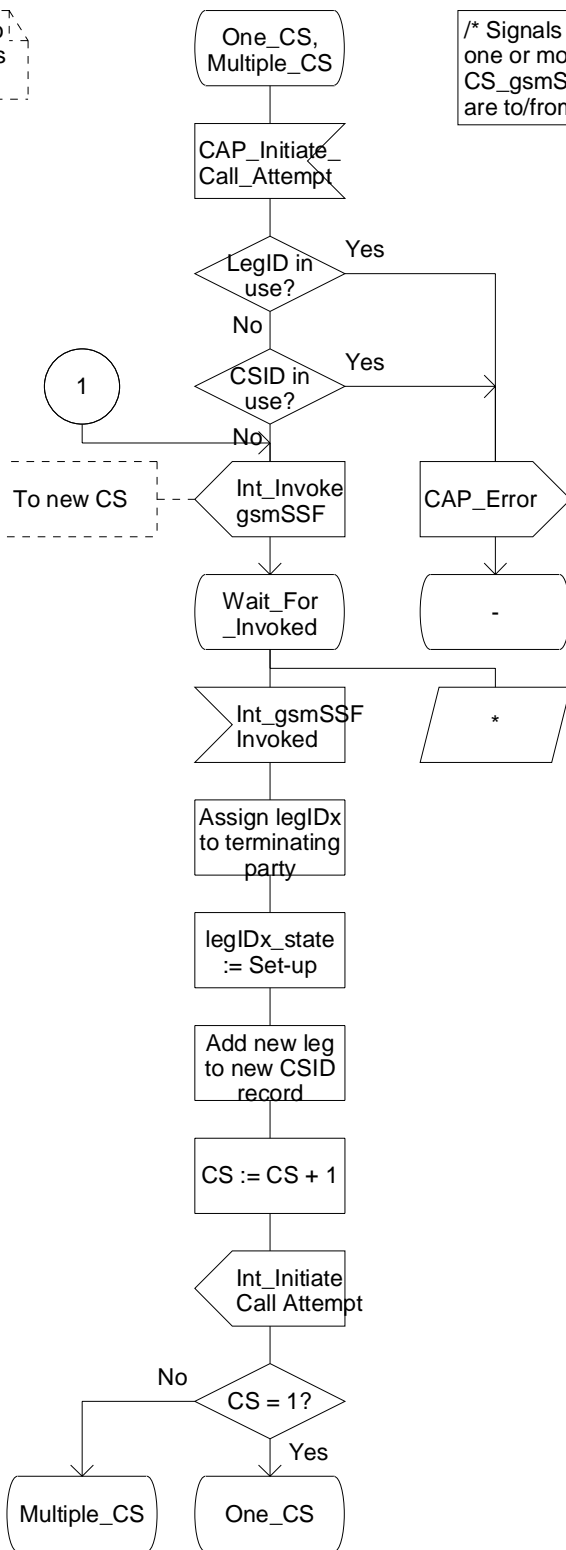 s
One_CS,
Multiple_CS
/* Signals
one or mo
CS_gsmS
are to/from
CAP_Initiate_
Call_Attempt
LegID in
use?
Yes
No
CSID in
use?
Yes
1
No
To new CS
Int_Invoke
gsmSSF
CAP_Error
Wait_For
_Invoked
-
Int_gsmSSF
Invoked
*
Assign legIDx
to terminating
party
legIDx_state
:= Set-up
Add new leg
to new CSID
record
CS := CS + 1
Int_Initiate
Call Attempt
No
CS = 1?
Yes
Multiple_CS
One_CS